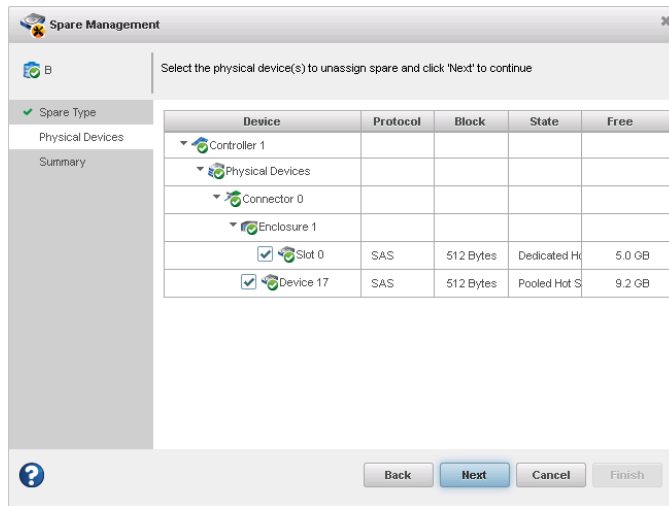 Spare Management
B
Select the physical device(s) to unassign spare and click 'Next' to continue
Spare Type
Physical Devices
Summary
Device Protocol Block State Free
Controller 1
Physical Devices
Connector 0
Enclosure 1
Slot 0 SAS 512 Bytes Dedicated Ho 5.0 GB
Device 17 SAS 512 Bytes Pooled Hot S 9.2 GB
? Back Next Cancel Finish